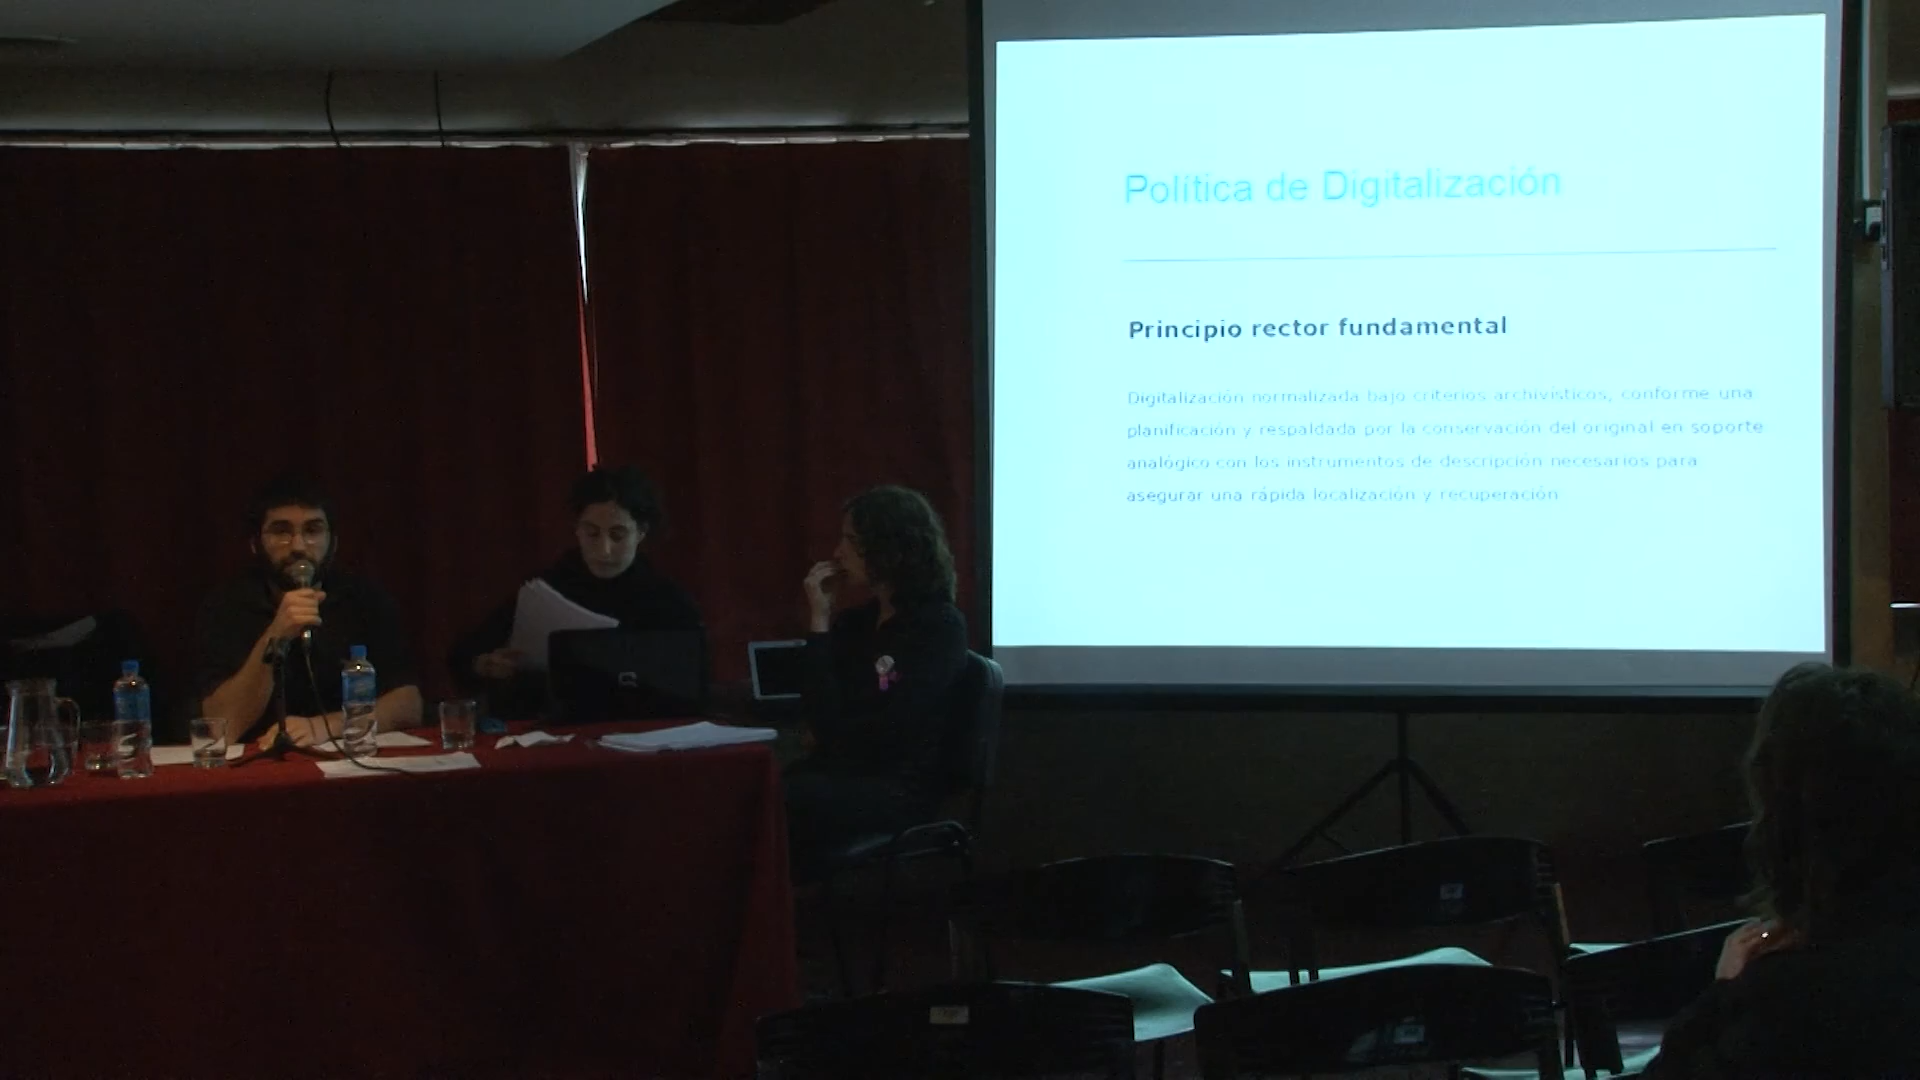 Política de Digitalización
Principio rector fundamental
Digitalización normalizada bajo criterios archivísticos, conforme una
planificación y respaldada por la conservación del original en soporte
analógico con los instrumentos de descripción necesarios para
asegurar una rápida localización y recuperación